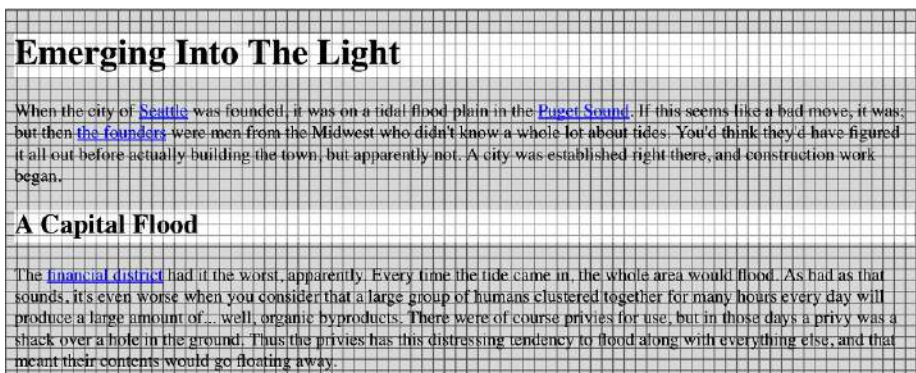 Emerging Into The Light
When the city of Seattle was founded, it was on a tidal flood plain in the Puget Sound. If this seems like a bad move, it was;
but then the founders were men from the Midwest who didn't know a whole lot about tides. You'd think they'd have figured
it all out before actually building the town, but apparently not. A city was established right there, and construction work
began.
A Capital Flood
The financial district had it the worst, apparently. Every time the tide came in, the whole area would flood. As bad as that
sounds, it's even worse when you consider that a large group of humans clustered together for many hours every day will
produce a large amount of... well, organic byproducts. There were of course privies for use, but in those days a privy was a
shack over a hole in the ground. Thus the privies has this distressing tendency to flood along with everything else, and that
meant their contents would go floating away.